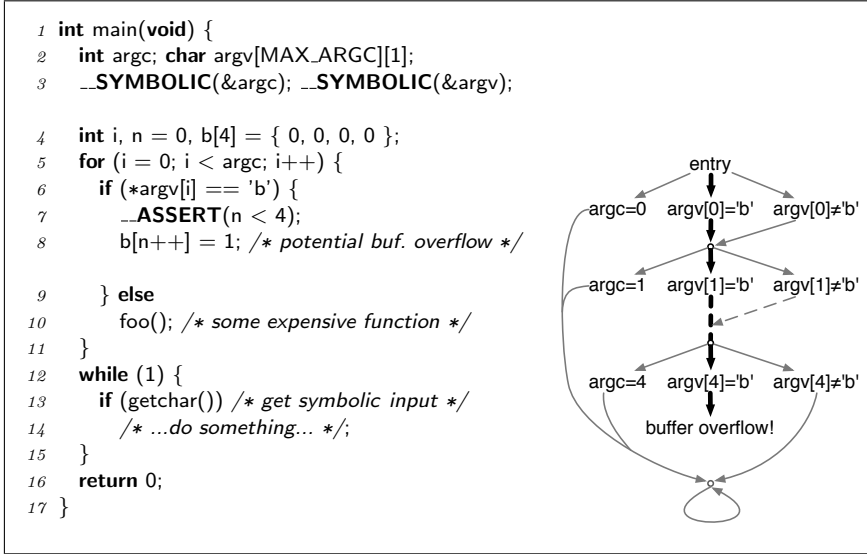 1 int main(void) {
2 int argc; char argv[MAX_ARGC][1];
3 __SYMBOLIC(&argc); __SYMBOLIC(&argv);
4 int i, n = 0, b[4] = { 0, 0, 0, 0 };
5 for (i = 0; i < argc; i++) {
6 if (*argv[i] == 'b') {
7 __ASSERT(n < 4);
8 b[n++] = 1; /* potential buf. overflow */
9 } else
10 foo(); /* some expensive function */
11 }
12 while (1) {
13 if (getchar()) /* get symbolic input */
14 /* ...do something... */;
15 }
16 return 0;
17 }
entry
argc=0 argv[0]='b' argv[0]≠'b'
argc=1 argv[1]='b' argv[1]≠'b'
argc=4 argv[4]='b' argv[4]≠'b'
buffer overflow!